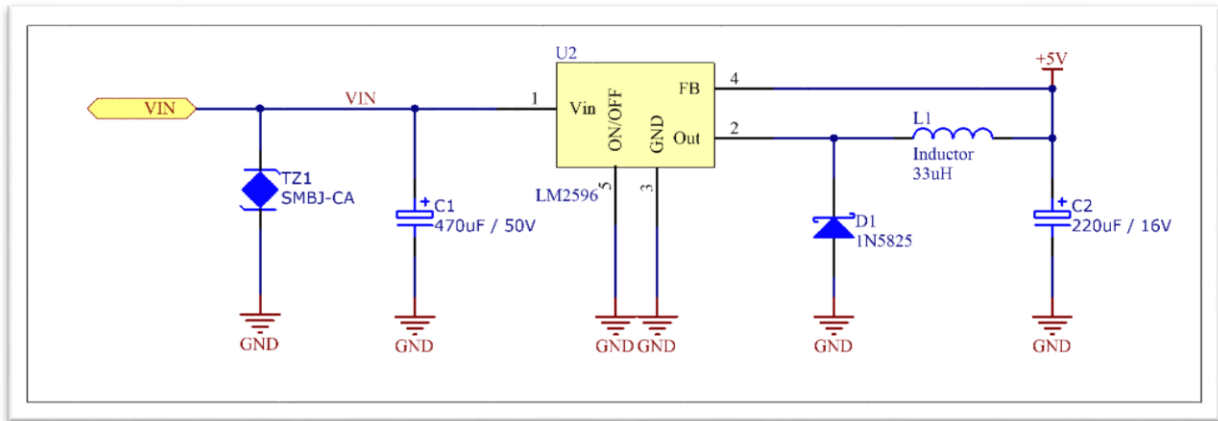 U2
+5V
VIN
VIN
1
Vin
ON/OFF
GND
FB
Out
4
2
5
3
LM2596
L1
Inductor
33uH
TZ1
SMBJ-CA
C1
470uF / 50V
D1
1N5825
C2
220uF / 16V
GND
GND
GND
GND
GND
GND